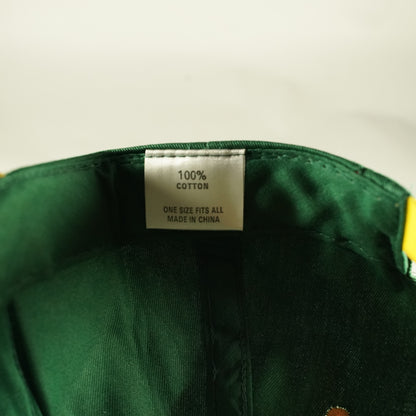 100%
COTTON
ONE SIZE FITS ALL
MADE IN CHINA